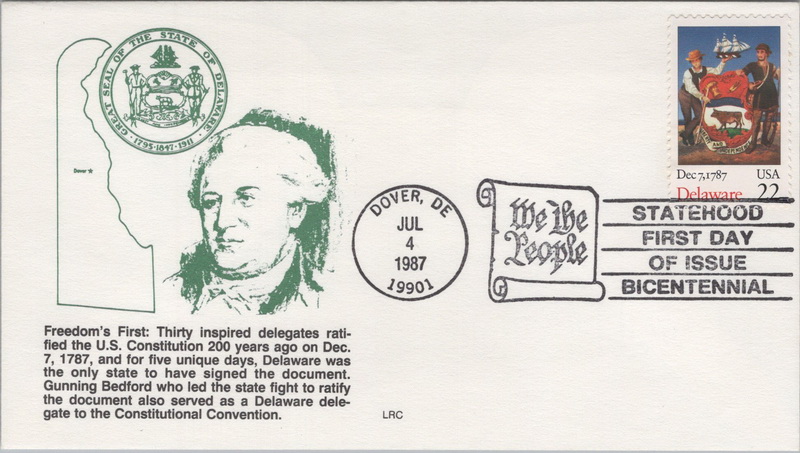 GREAT SEAL OF THE STATE OF DELAWARE
· 1793·1847·1911 ·
Dover
Dec 7, 1787 USA
Delaware 22
DOVER, DE
JUL
4
1987
19901
We the
People
STATEHOOD
FIRST DAY
OF ISSUE
BICENTENNIAL
Freedom's First: Thirty inspired delegates rati-
fied the U.S. Constitution 200 years ago on Dec.
7, 1787, and for five unique days, Delaware was
the only state to have signed the document.
Gunning Bedford who led the state fight to ratify
the document also served as a Delaware dele-
gate to the Constitutional Convention.
LRC